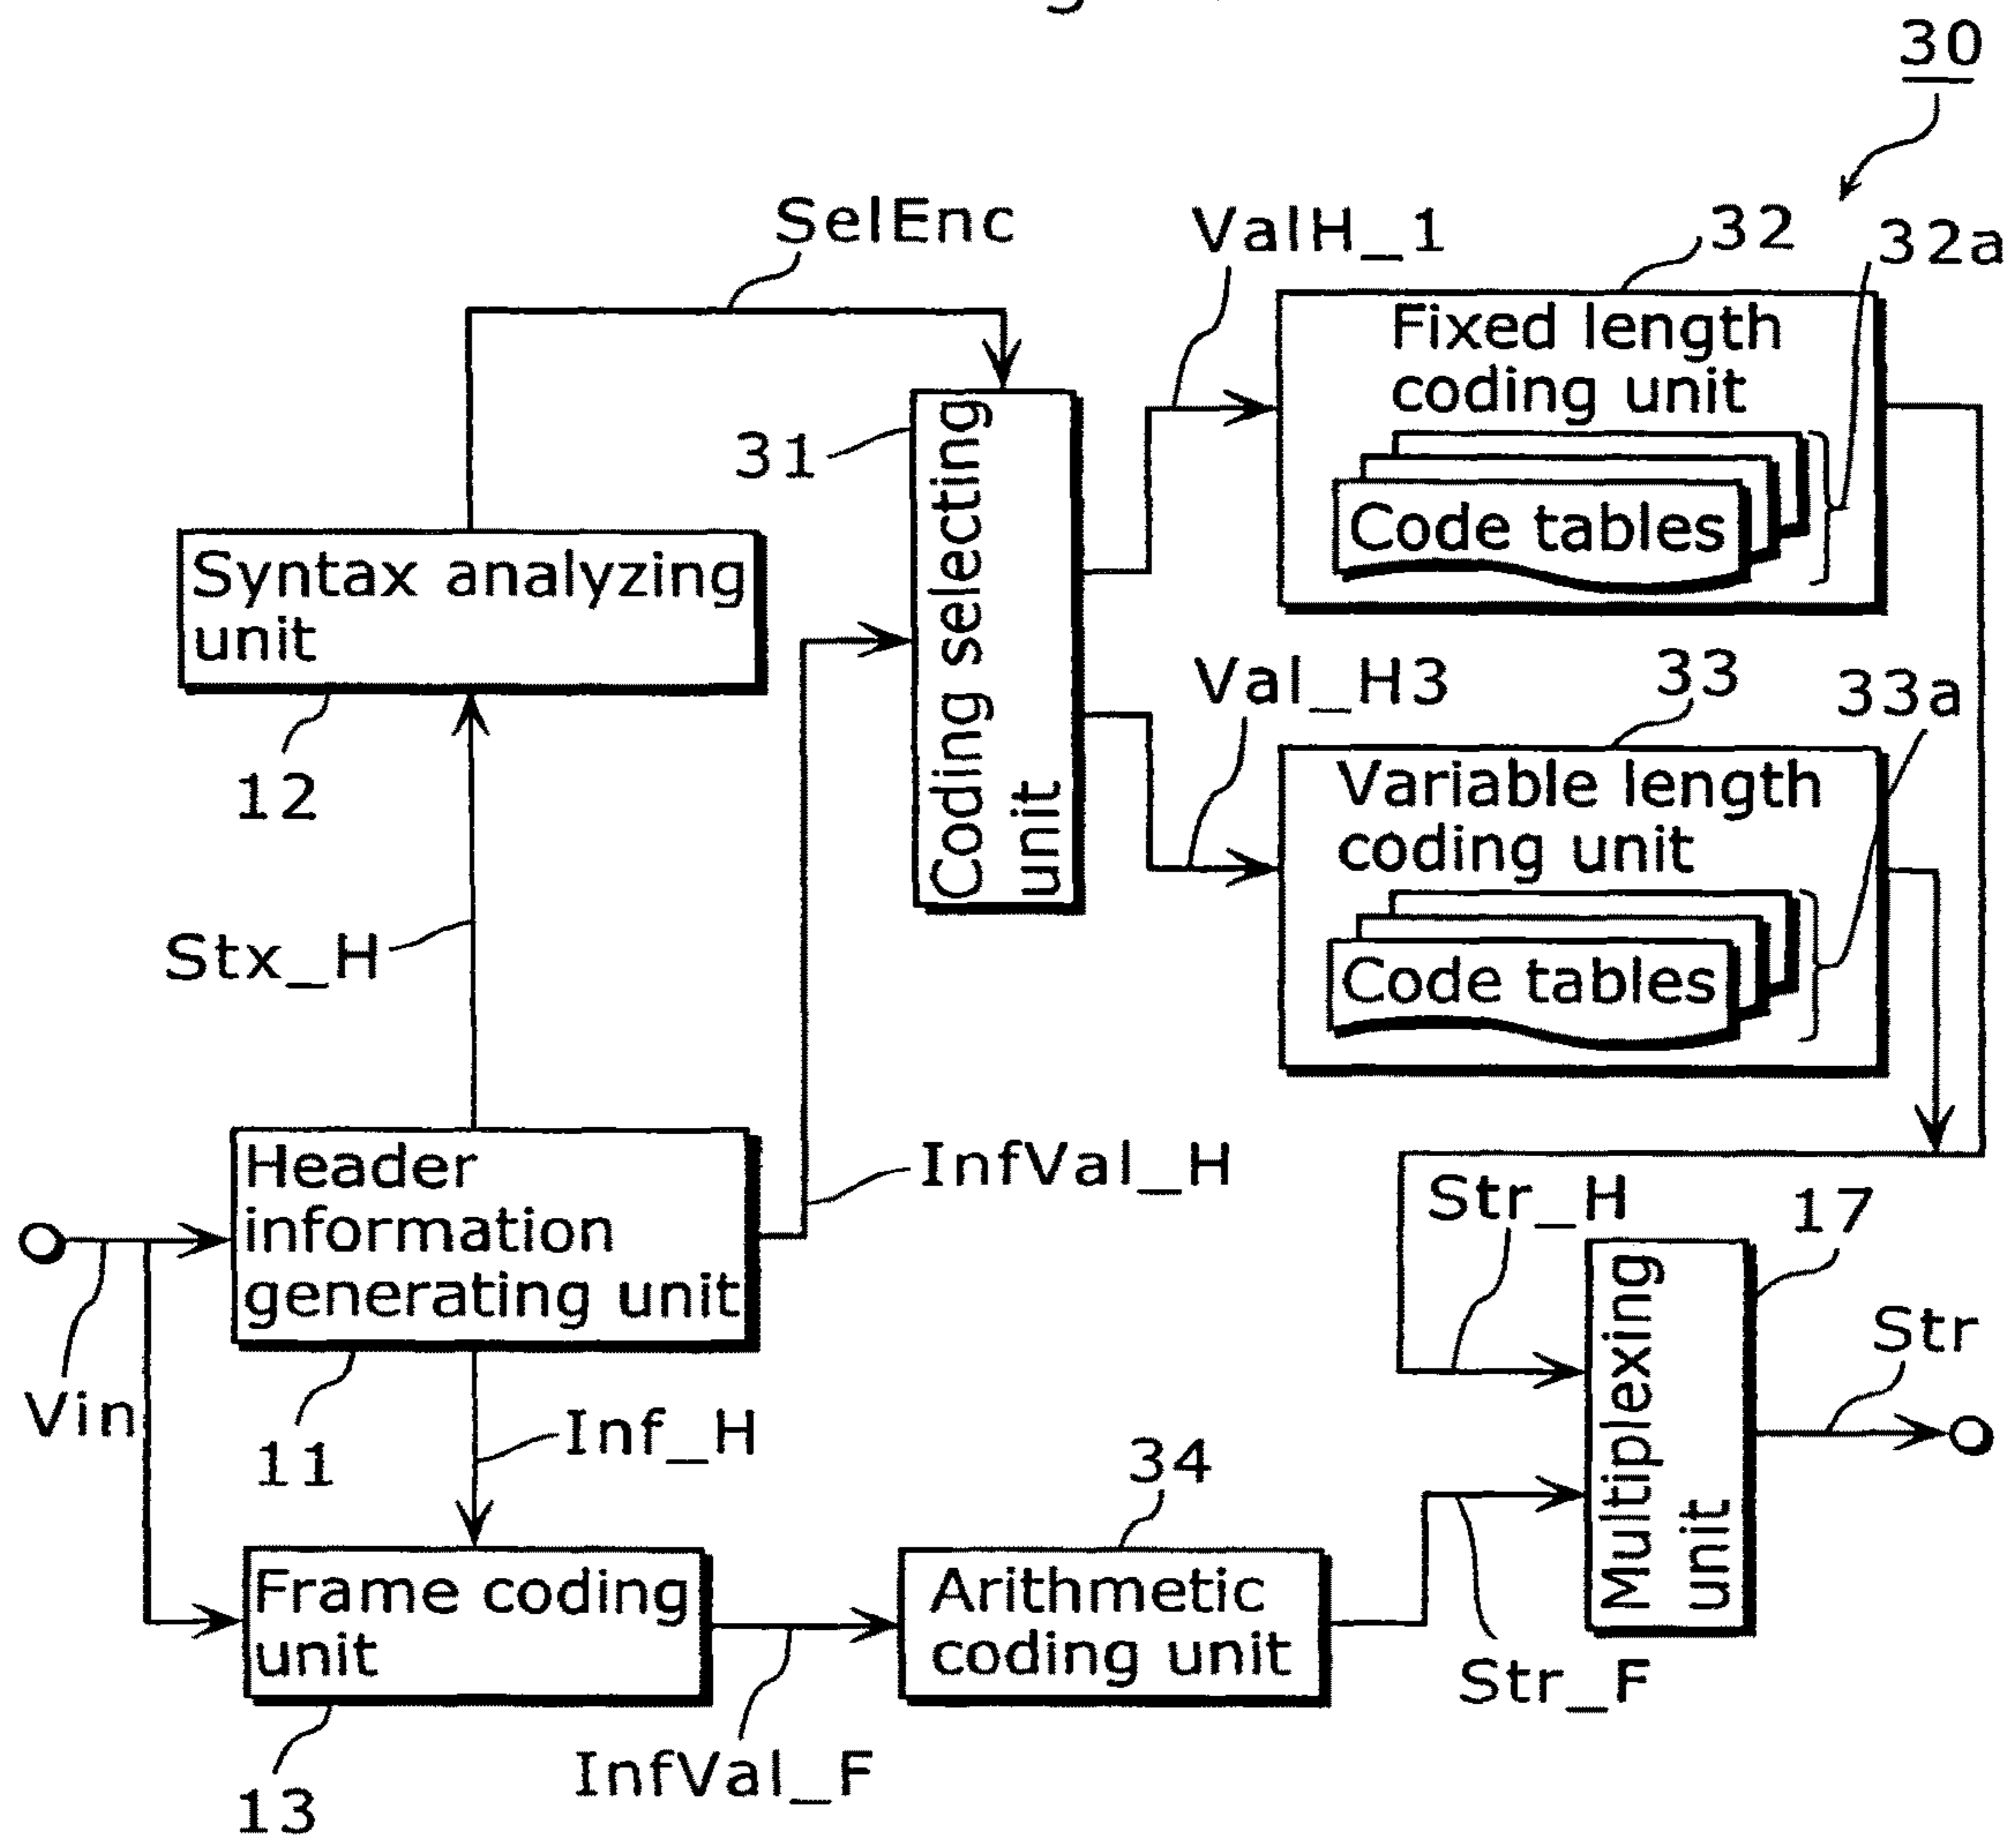 30
SelEnc
ValH_1
32
32a
Fixed length
coding unit
Code tables
31
Coding selecting
unit
Syntax analyzing
unit
12
Val_H3
33
33a
Variable length
coding unit
Code tables
Stx_H
Header
information
generating unit
InfVal_H
Str_H
17
Multiplexing
unit
Str
Vin
11
Inf_H
34
Frame coding
unit
Arithmetic
coding unit
Str_F
InfVal_F
13